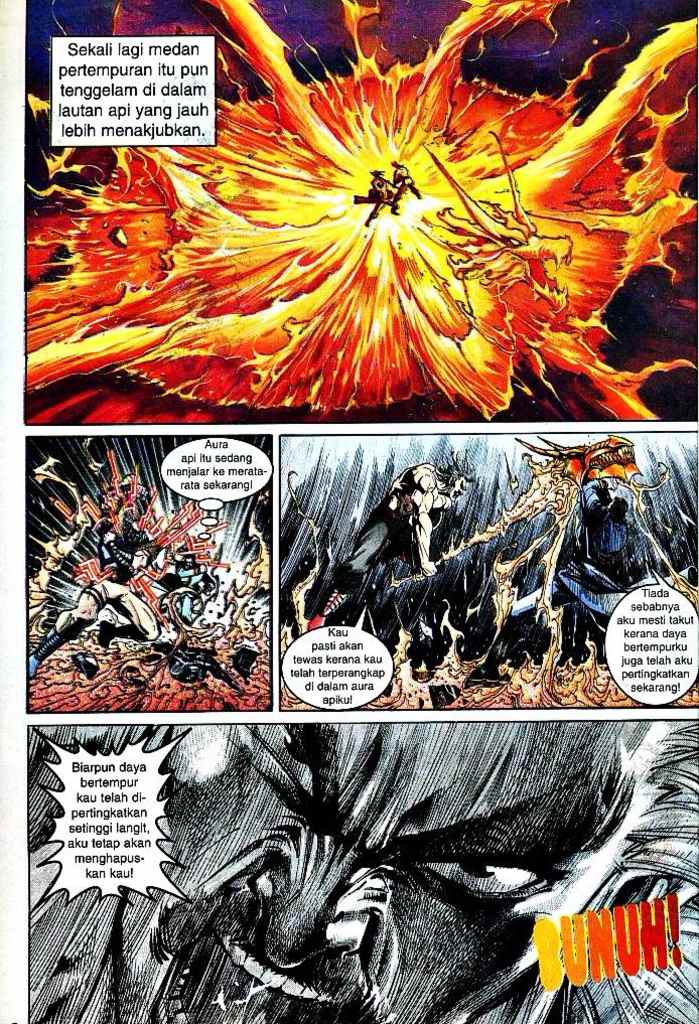 Sekali lagi medan
pertempuran itu pun
tenggelam di dalam
lautan api yang jauh
lebih menakjubkan.
Aura
api itu sedang
menjalar ke merata-
rata sekarang!
Kau
pasti akan
tewas kerana kau
telah terperangkap
di dalam aura
apiku!
Tiada
sebabnya
aku mesti takut
kerana daya
bertempurku
juga telah aku
pertingkatkan
sekarang!
Biarpun daya
bertempur
kau telah di-
pertingkatkan
setinggi langit,
aku tetap akan
menghapus-
kan kau!
BUNUH!